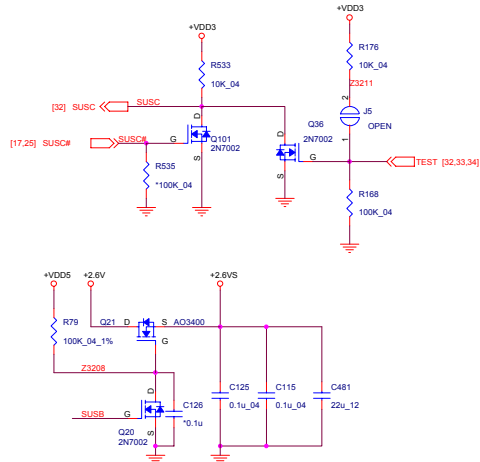 +VDD3
+VDD3
R533
10K_04
R176
10K_04
Z3211
2
J5
OPEN
1
[32] SUSC
SUSC
D
Q101
2N7002
G
S
Q36
2N7002
D
G
S
[17,25] SUSC#
SUSC#
TEST [32,33,34]
R535
*100K_04
R168
100K_04
+VDD5
+2.6V
+2.6VS
R79
100K_04_1%
Q21
D
S
AO3400
G
Z3208
D
SUSB
G
S
Q20
2N7002
C126
*0.1u
C125
0.1u_04
C115
0.1u_04
C481
22u_12